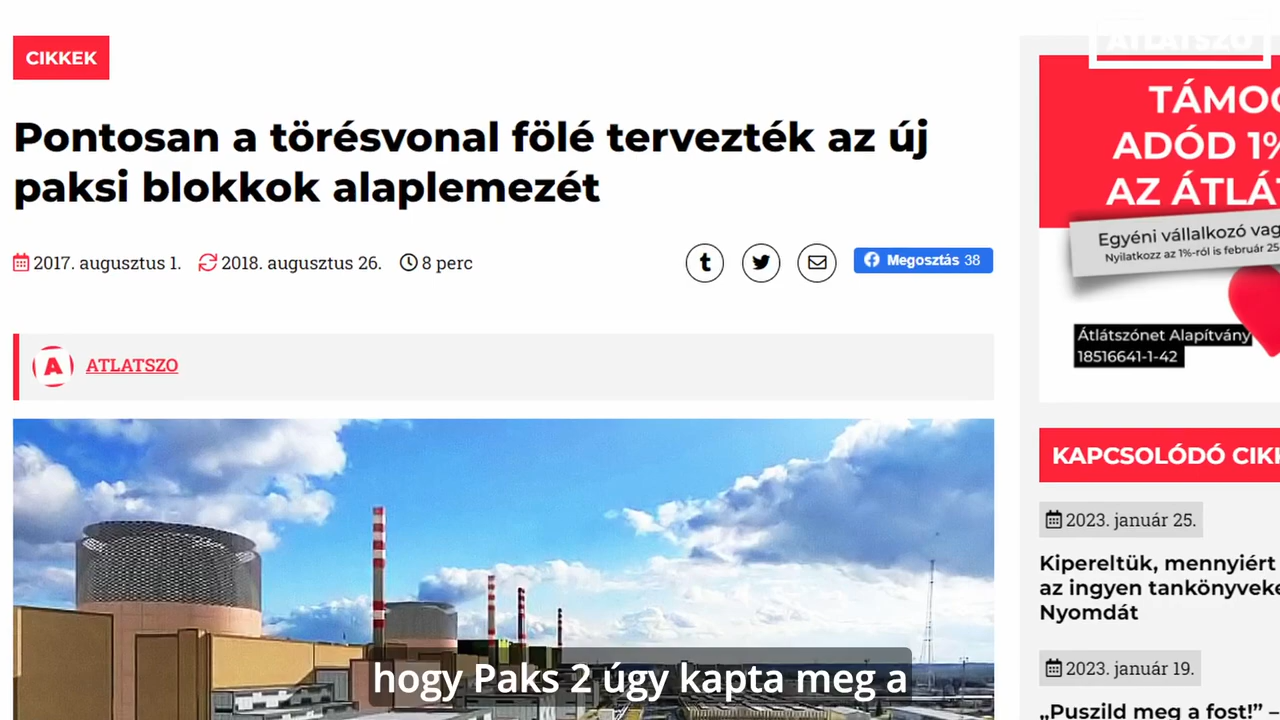 CIKKEK
Pontosan a törésvonal fölé tervezték az új
paksi blokkok alaplemezét
2017. augusztus 1. 2018. augusztus 26. 8 perc
Megosztás 38
ATLATSZO
hogy Paks 2 úgy kapta meg a
ÁTLÁTSZÓ
TÁMO
ADÓD 1%
AZ ÁTLÁT
Egyéni vállalkozó vagy
Nyilatkozz az 1%-ról is február 25
Átlátszónet Alapítvány
18516641-1-42
KAPCSOLÓDÓ CIKK
2023. január 25.
Kipereltük, mennyiért
az ingyen tankönyveke
Nyomdát
2023. január 19.
„Puszild meg a fost!” –